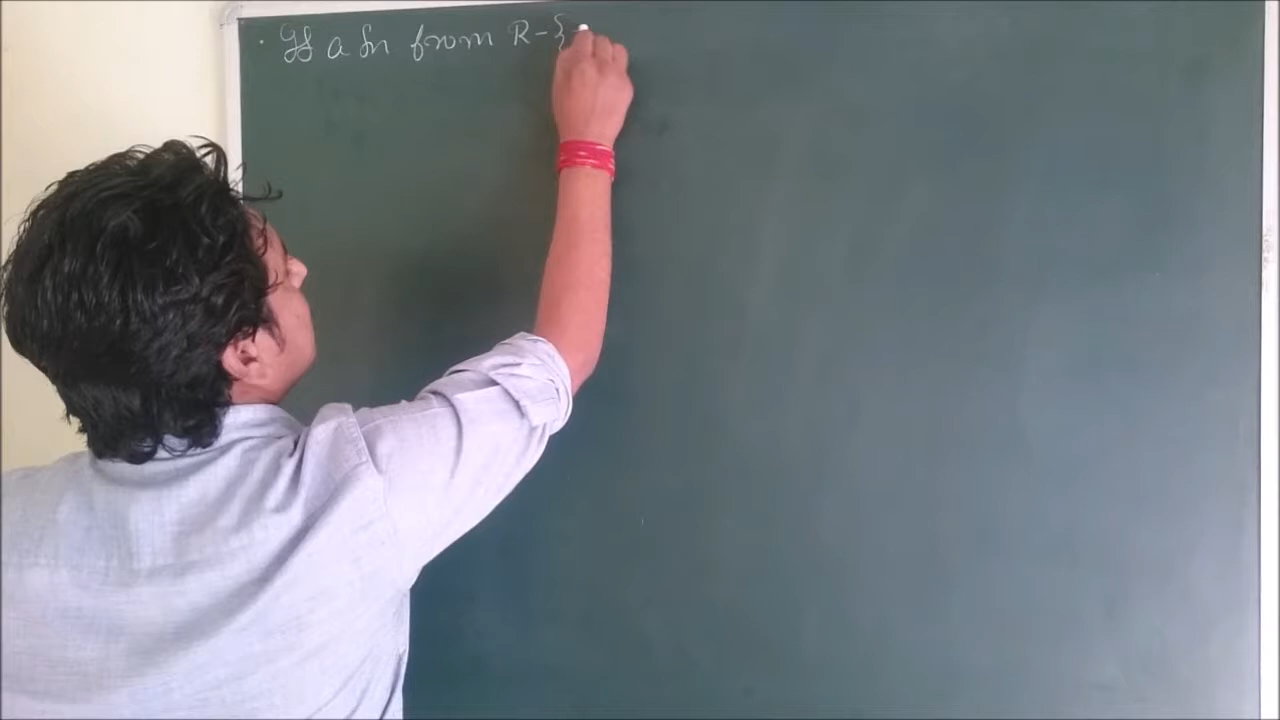 . If a fn from R-{-